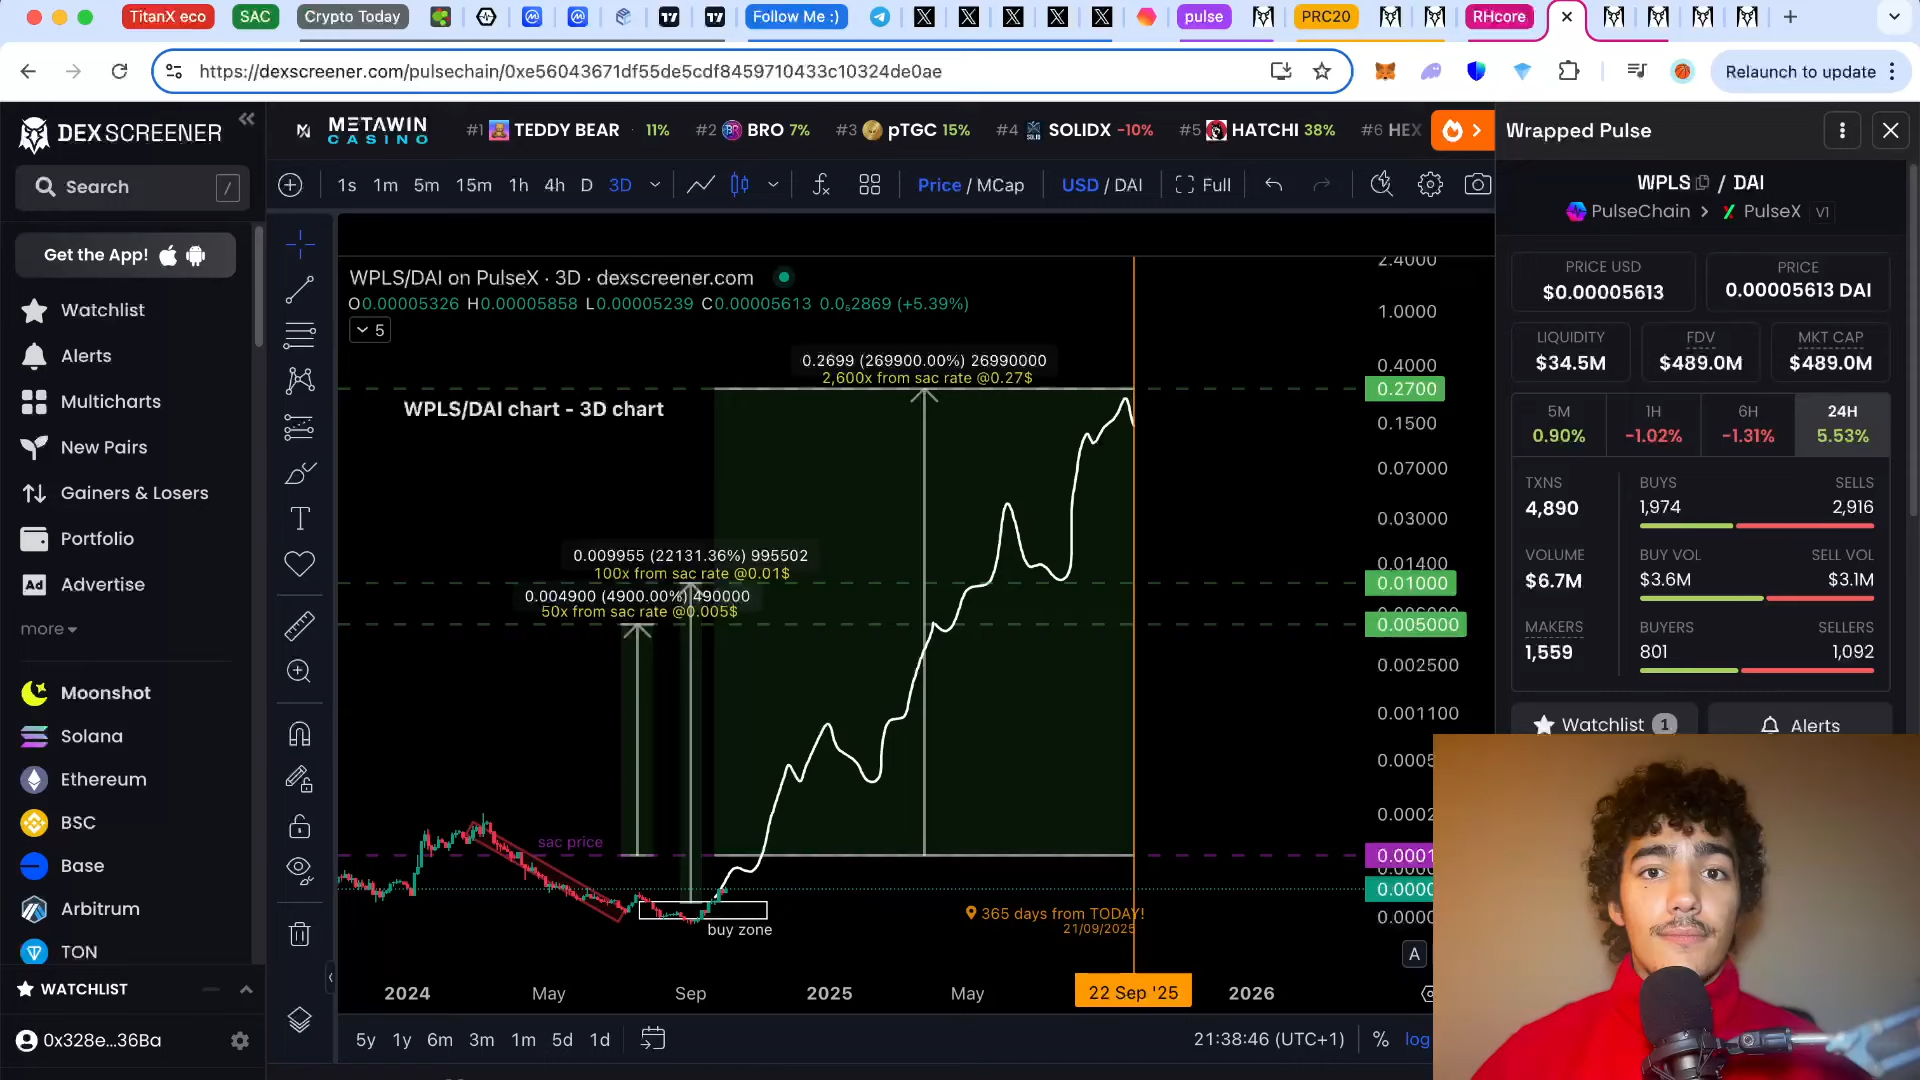 TitanX eco
SAC
Crypto Today
Follow Me :)
pulse
PRC20
RHcore
https://dexscreener.com/pulsechain/0xe56043671df55de5cdf8459710433c10324de0ae
Relaunch to update
DEX SCREENER
METAWIN
CASINO
#1 TEDDY BEAR 11%
#2 BRO 7%
#3 pTGC 15%
#4 SOLIDX -10%
#5 HATCHI 38%
#6 HEX
Wrapped Pulse
Search /
1s 1m 5m 15m 1h 4h D 3D
Price / MCap
USD / DAI
Full
WPLS / DAI
PulseChain > PulseX V1
Get the App!
Watchlist
Alerts
Multicharts
New Pairs
Gainers & Losers
Portfolio
Ad Advertise
more
Moonshot
Solana
Ethereum
BSC
Base
Arbitrum
TON
WATCHLIST
0x328e...36Ba
WPLS/DAI on PulseX · 3D · dexscreener.com
O0.00005326 H0.00005858 L0.00005239 C0.00005613 0.0₅2869 (+5.39%)
5
0.2699 (269900.00%) 26990000
2,600x from sac rate @0.27$
WPLS/DAI chart - 3D chart
0.009955 (22131.36%) 995502
100x from sac rate @0.01$
0.004900 (4900.00%) 490000
50x from sac rate @0.005$
sac price
buy zone
365 days from TODAY!
21/09/2025
2.4000
1.0000
0.4000
0.2700
0.1500
0.07000
0.03000
0.01400
0.01000
0.005000
0.002500
0.001100
0.0005
0.0002
0.0001
0.0000
0.0000
A
2024 May Sep 2025 May 22 Sep '25 2026
5y 1y 6m 3m 1m 5d 1d
21:38:46 (UTC+1) % log
PRICE USD
$0.00005613
PRICE
0.00005613 DAI
LIQUIDITY
$34.5M
FDV
$489.0M
MKT CAP
$489.0M
5M
0.90%
1H
-1.02%
6H
-1.31%
24H
5.53%
TXNS
4,890
BUYS
1,974
SELLS
2,916
VOLUME
$6.7M
BUY VOL
$3.6M
SELL VOL
$3.1M
MAKERS
1,559
BUYERS
801
SELLERS
1,092
Watchlist 1
Alerts